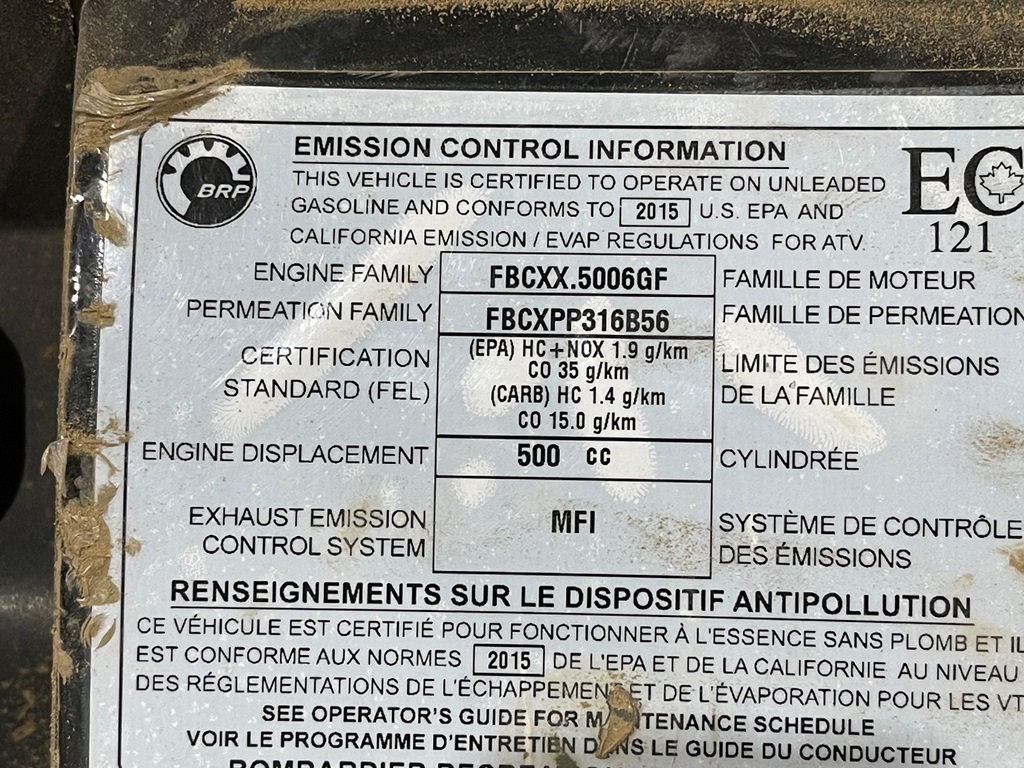 BRP
EMISSION CONTROL INFORMATION
THIS VEHICLE IS CERTIFIED TO OPERATE ON UNLEADED
GASOLINE AND CONFORMS TO 2015 U.S. EPA AND
CALIFORNIA EMISSION / EVAP REGULATIONS FOR ATV.
EC
121
ENGINE FAMILY FBCXX.5006GF FAMILLE DE MOTEUR
PERMEATION FAMILY FBCXPP316B56 FAMILLE DE PERMEATION
CERTIFICATION
STANDARD (FEL)
(EPA) HC+NOX 1.9 g/km
CO 35 g/km
(CARB) HC 1.4 g/km
CO 15.0 g/km
LIMITE DES ÉMISSIONS
DE LA FAMILLE
ENGINE DISPLACEMENT 500 cc CYLINDRÉE
EXHAUST EMISSION
CONTROL SYSTEM
MFI
SYSTÈME DE CONTRÔLE
DES ÉMISSIONS
RENSEIGNEMENTS SUR LE DISPOSITIF ANTIPOLLUTION
CE VÉHICULE EST CERTIFIÉ POUR FONCTIONNER À L'ESSENCE SANS PLOMB ET IL
EST CONFORME AUX NORMES 2015 DE L'EPA ET DE LA CALIFORNIE AU NIVEAU
DES RÉGLEMENTATIONS DE L'ÉCHAPPEMENT ET DE L'ÉVAPORATION POUR LES VT
SEE OPERATOR'S GUIDE FOR MAINTENANCE SCHEDULE
VOIR LE PROGRAMME D'ENTRETIEN DANS LE GUIDE DU CONDUCTEUR